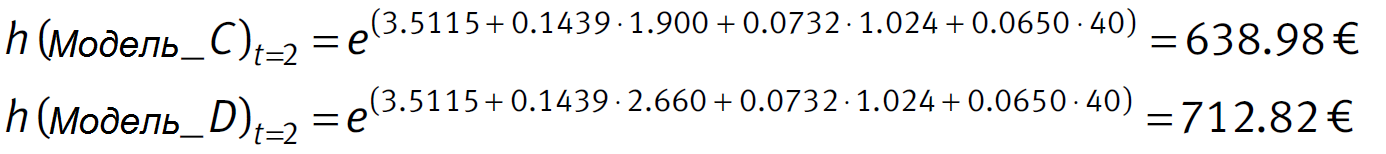 h(Модель_C)t=2 = e(3.5115 + 0.1439 · 1.900 + 0.0732 · 1.024 + 0.0650 · 40) = 638.98 €
h(Модель_D)t=2 = e(3.5115 + 0.1439 · 2.660 + 0.0732 · 1.024 + 0.0650 · 40) = 712.82 €